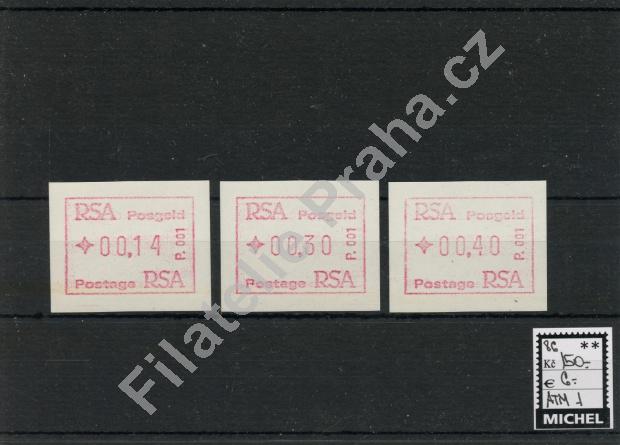 RSA Posgeld
00,14
P.001
Postage RSA
RSA Posgeld
00,30
P.001
Postage RSA
RSA Posgeld
00,40
P.001
Postage RSA
Filatelie Praha.cz
86 **
Kč 150.-
€ 6.-
ATM 1
MICHEL